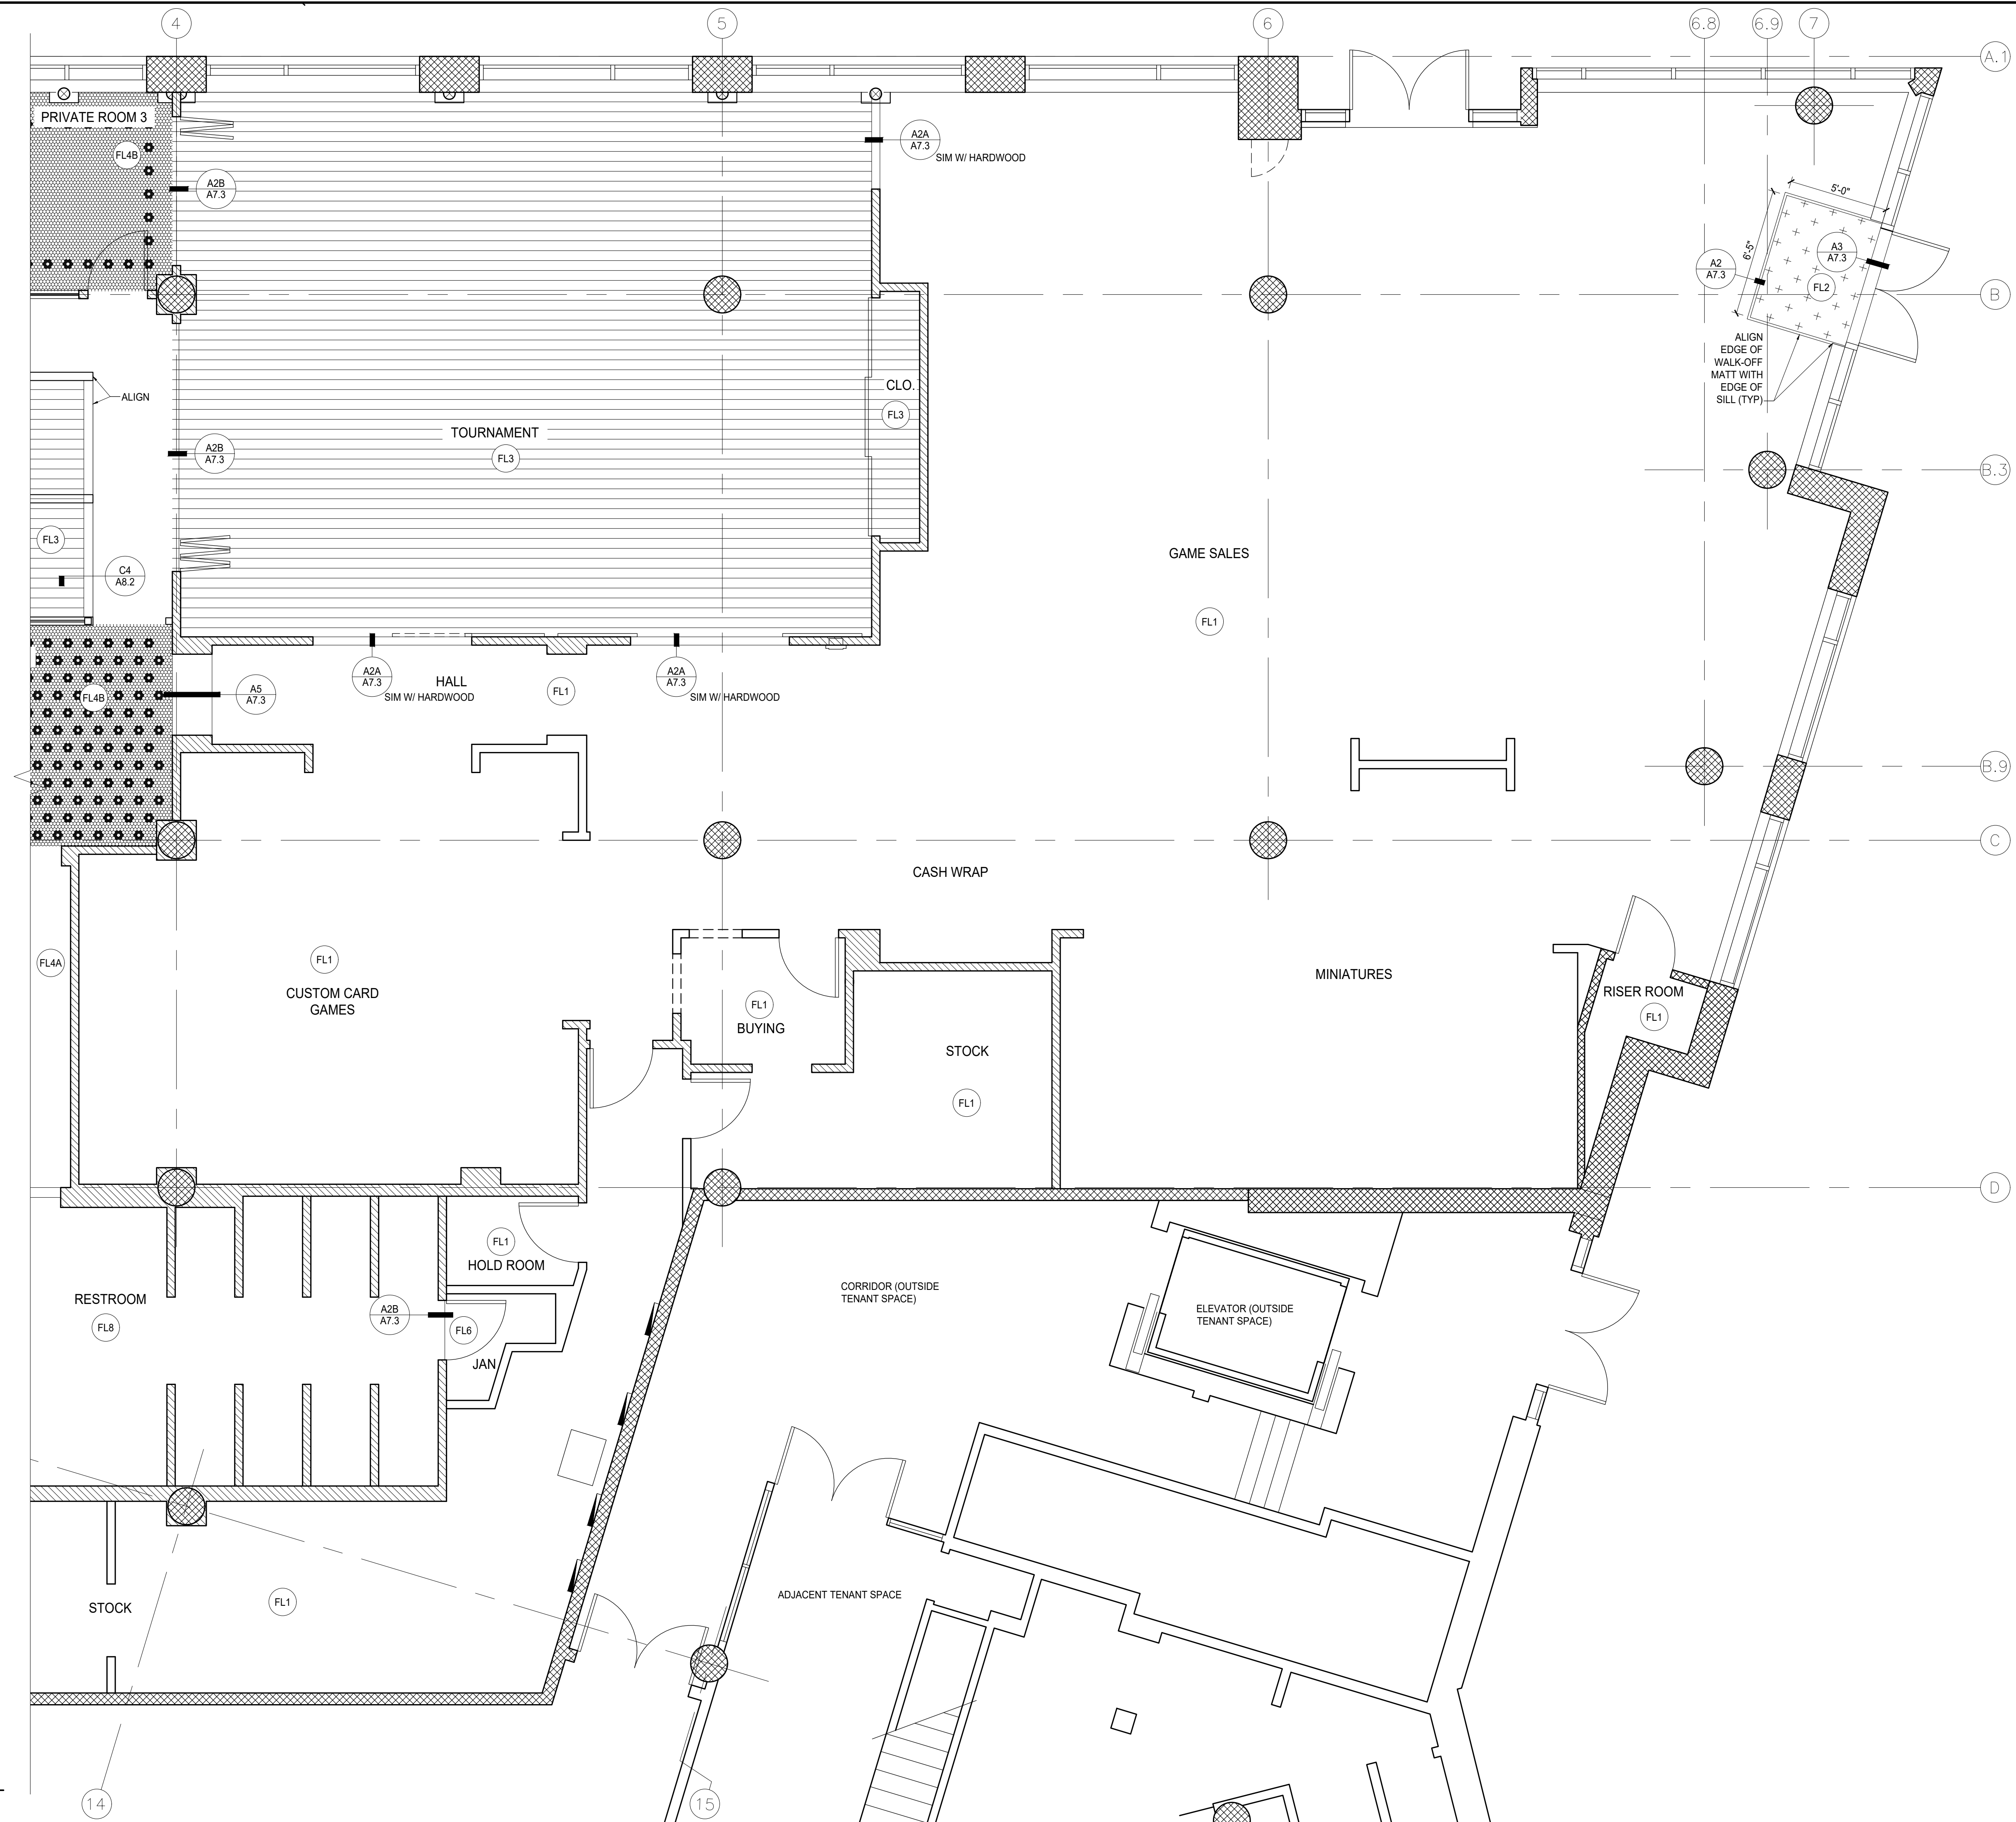 4
5
6
6.8
6.9
7
A.1
PRIVATE ROOM 3
FL4B
A2B
A7.3
A2A
A7.3
SIM W/ HARDWOOD
5'-0"
6'-5"
A2
A7.3
A3
A7.3
FL2
B
ALIGN
EDGE OF
WALK-OFF
MATT WITH
EDGE OF
SILL (TYP)
ALIGN
CLO.
FL3
TOURNAMENT
FL3
A2B
A7.3
B.3
FL3
C4
A8.2
GAME SALES
FL1
FL4B
A5
A7.3
A2A
A7.3
HALL
SIM W/ HARDWOOD
FL1
A2A
A7.3
SIM W/ HARDWOOD
B.9
C
CASH WRAP
FL4A
FL1
CUSTOM CARD
GAMES
FL1
BUYING
STOCK
FL1
MINIATURES
RISER ROOM
FL1
D
FL1
HOLD ROOM
RESTROOM
FL8
A2B
A7.3
FL6
JAN
CORRIDOR (OUTSIDE
TENANT SPACE)
ELEVATOR (OUTSIDE
TENANT SPACE)
STOCK
FL1
ADJACENT TENANT SPACE
14
15